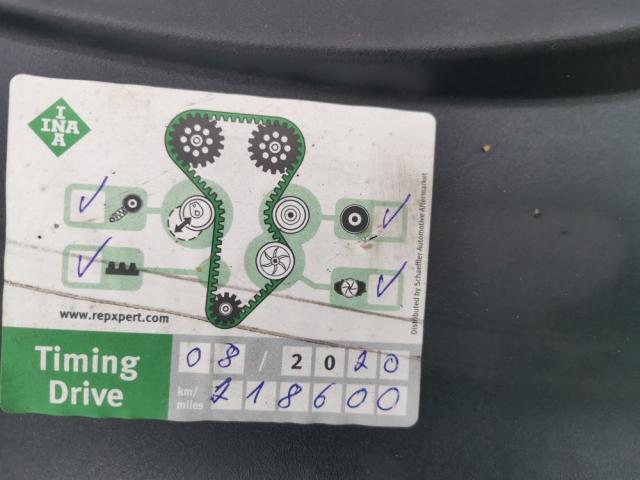 I
INA
A
www.repxpert.com
Distributed by Schaeffler Automotive Aftermarket
Timing
Drive
08 / 2020
km/
miles
218600